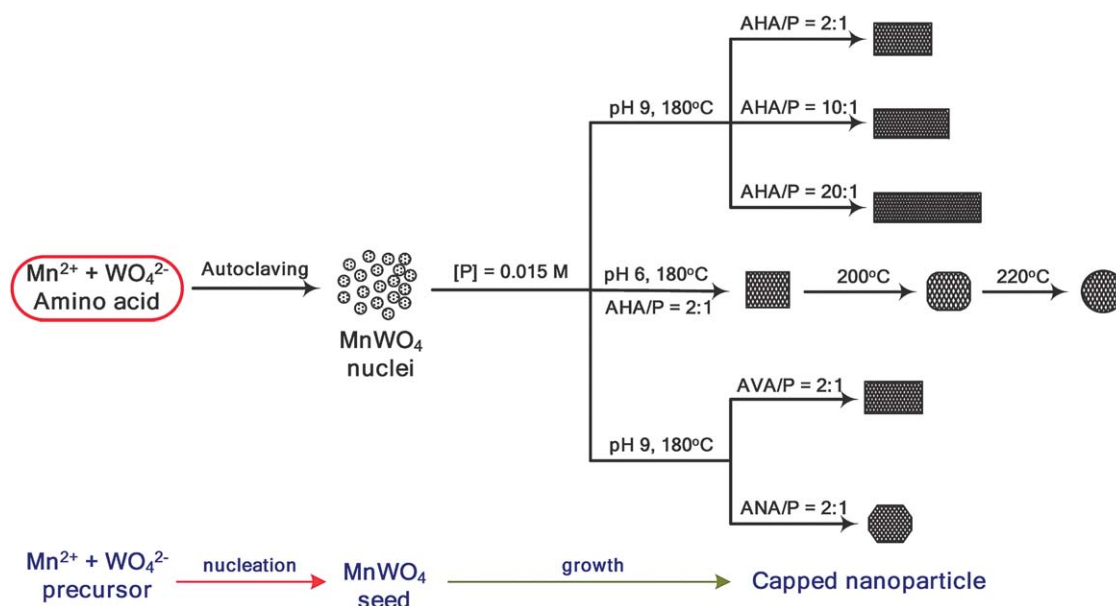 AHA/P = 2:1
pH 9, 180°C
AHA/P = 10:1
AHA/P = 20:1
Mn²⁺ + WO₄²⁻
Amino acid
Autoclaving
MnWO₄
nuclei
[P] = 0.015 M
pH 6, 180°C
AHA/P = 2:1
200°C
220°C
AVA/P = 2:1
pH 9, 180°C
ANA/P = 2:1
Mn²⁺ + WO₄²⁻
precursor
nucleation
MnWO₄
seed
growth
Capped nanoparticle